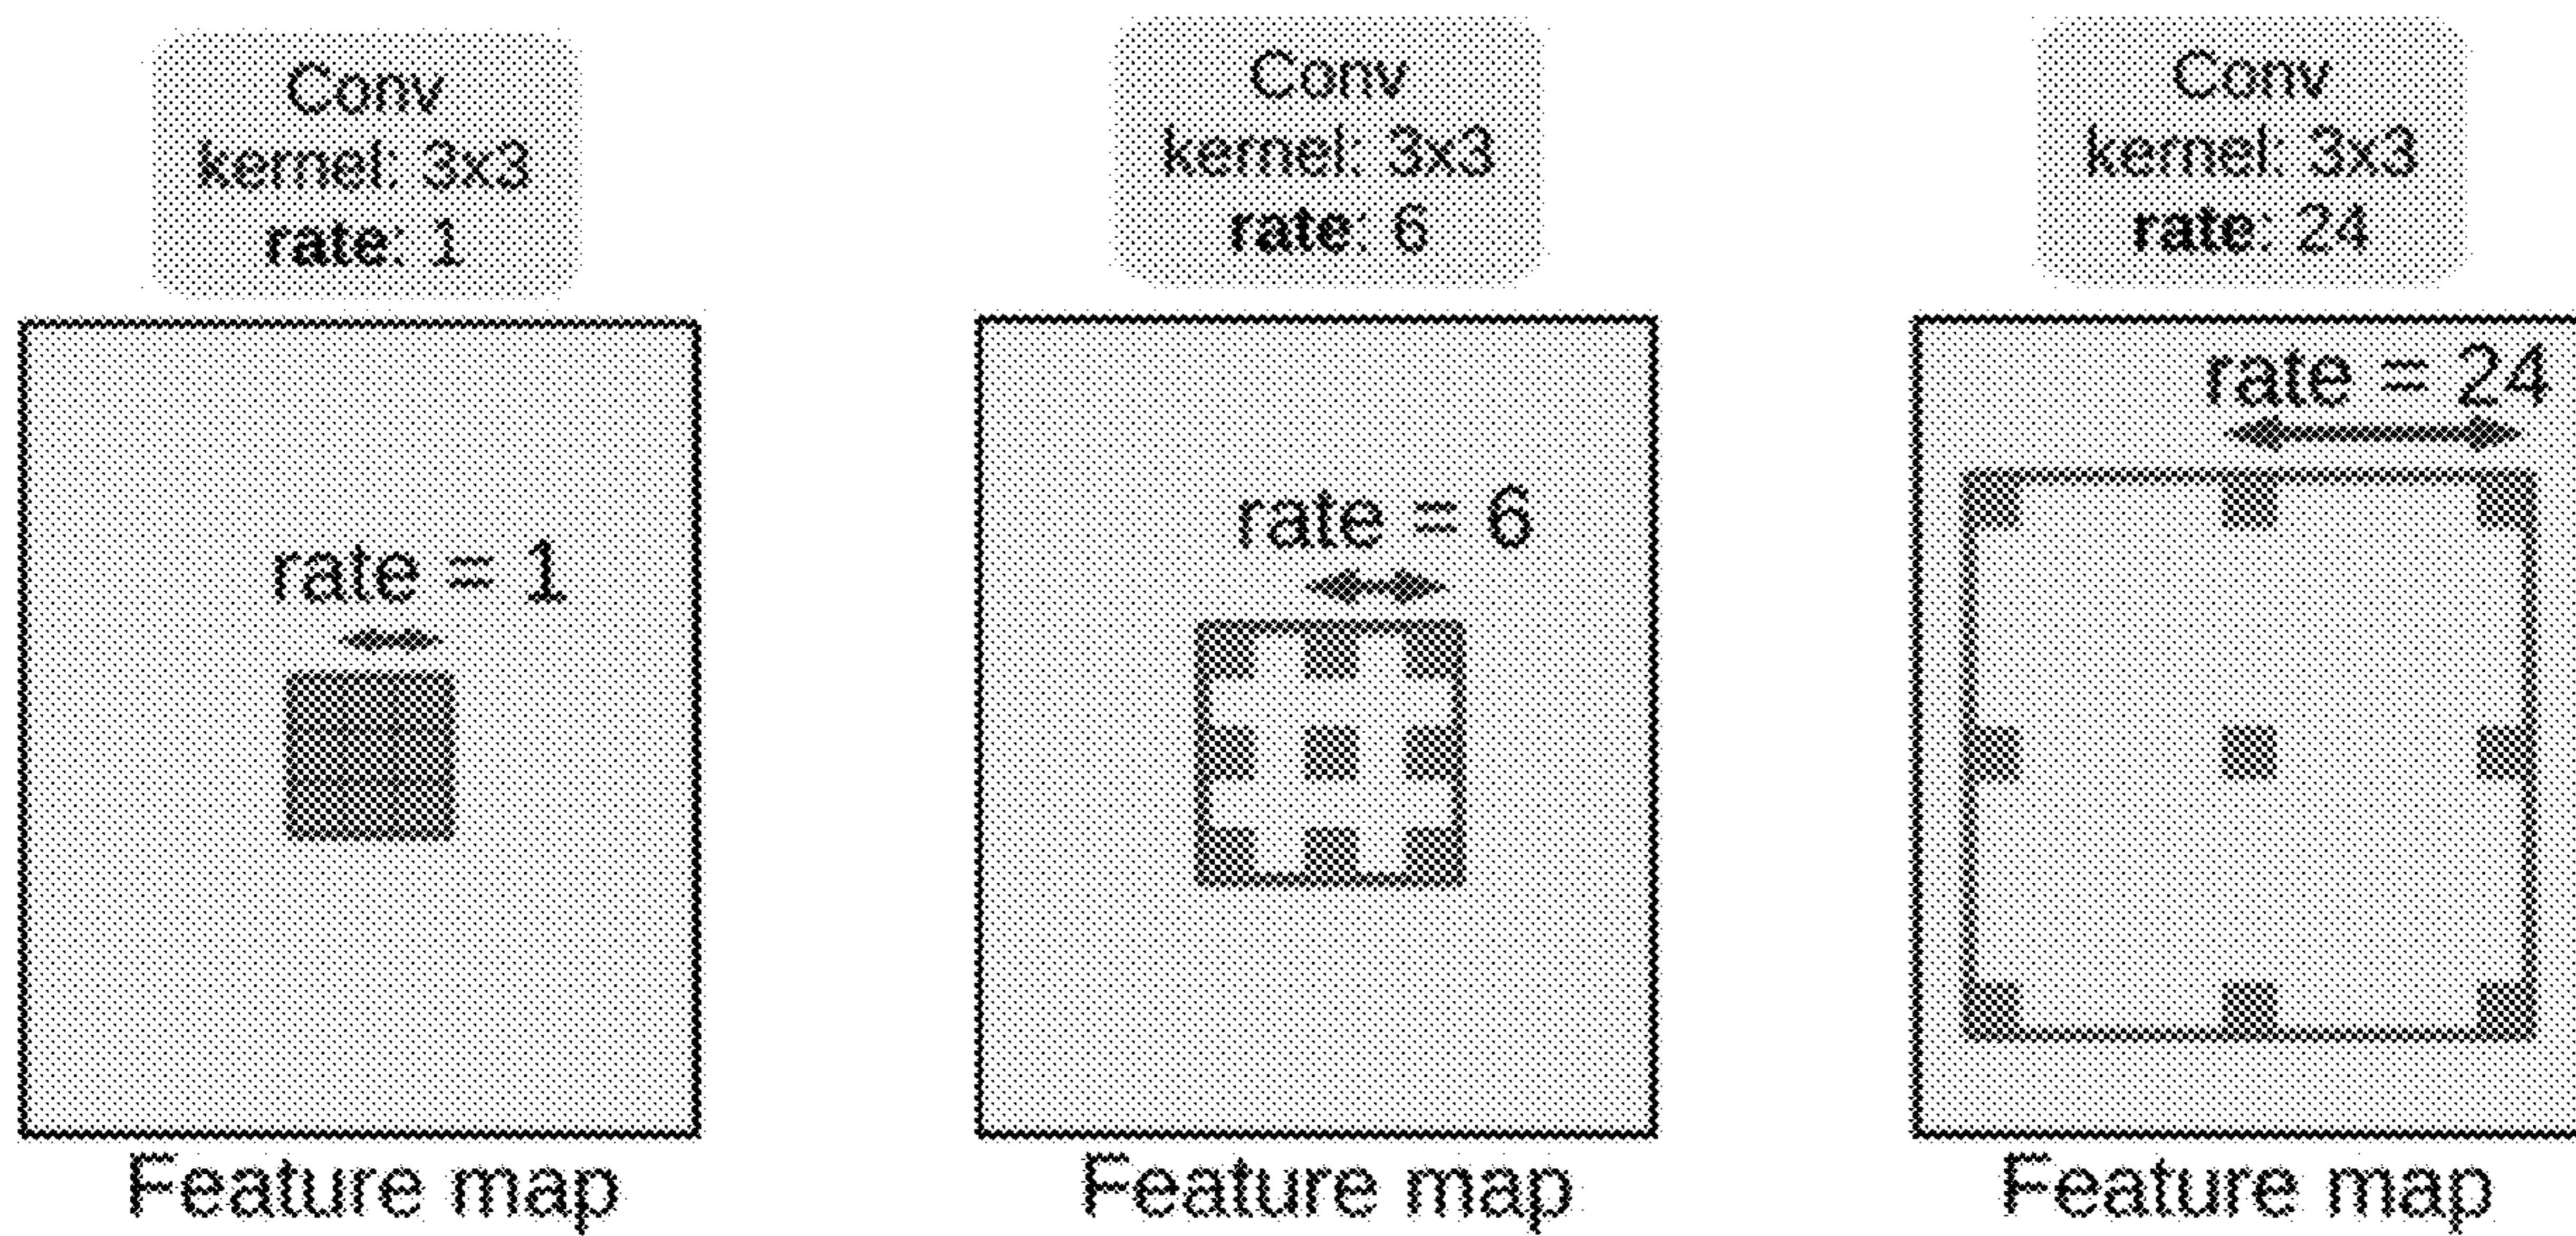 Conv
kernel: 3x3
rate: 1
Conv
kernel: 3x3
rate: 6
Conv
kernel: 3x3
rate: 24
rate = 1
rate = 6
rate = 24
Feature map
Feature map
Feature map